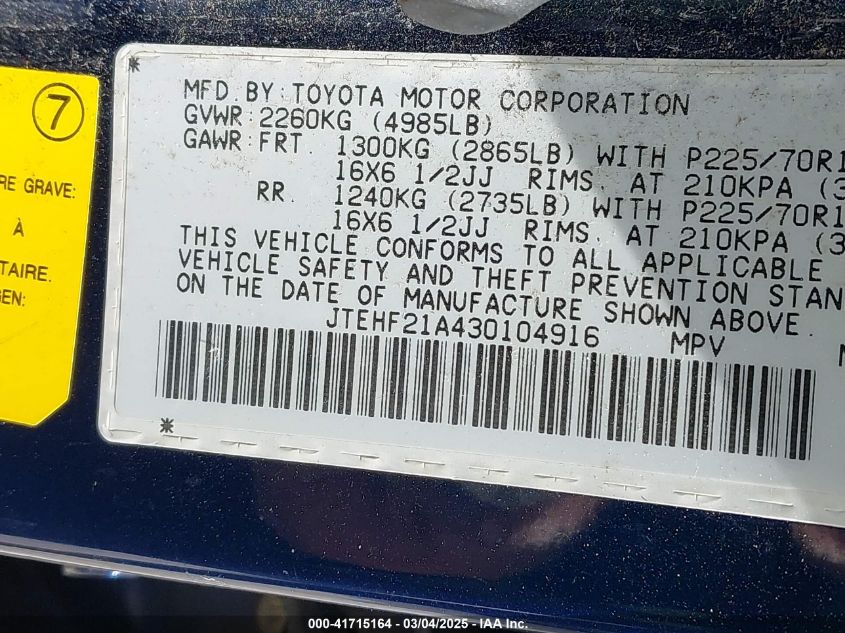 7
RE GRAVE:
À
TAIRE.
EN:
* MFD BY: TOYOTA MOTOR CORPORATION
GVWR: 2260KG (4985LB)
GAWR: FRT. 1300KG (2865LB) WITH P225/70R1
16X6 1/2JJ RIMS, AT 210KPA (3
RR. 1240KG (2735LB) WITH P225/70R1
16X6 1/2JJ RIMS, AT 210KPA (3
THIS VEHICLE CONFORMS TO ALL APPLICABLE
VEHICLE SAFETY AND THEFT PREVENTION STAN
ON THE DATE OF MANUFACTURE SHOWN ABOVE.
JTEHF21A430104916 MPV
*
000-41715164 - 03/04/2025 - IAA Inc.